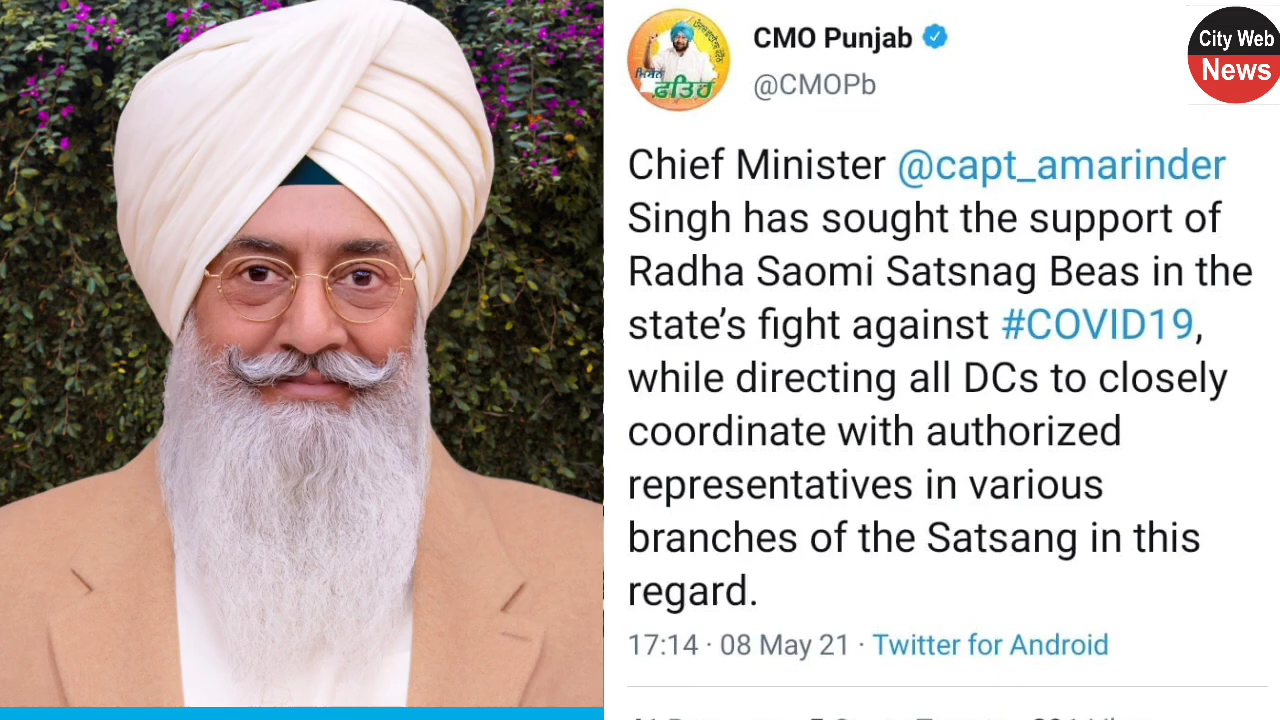 CMO Punjab
@CMOPb
City Web
News
ਮਿਸ਼ਨ
ਫ਼ਤਿਹ
Chief Minister @capt_amarinder
Singh has sought the support of
Radha Saomi Satsnag Beas in the
state’s fight against #COVID19,
while directing all DCs to closely
coordinate with authorized
representatives in various
branches of the Satsang in this
regard.
17:14 · 08 May 21 · Twitter for Android